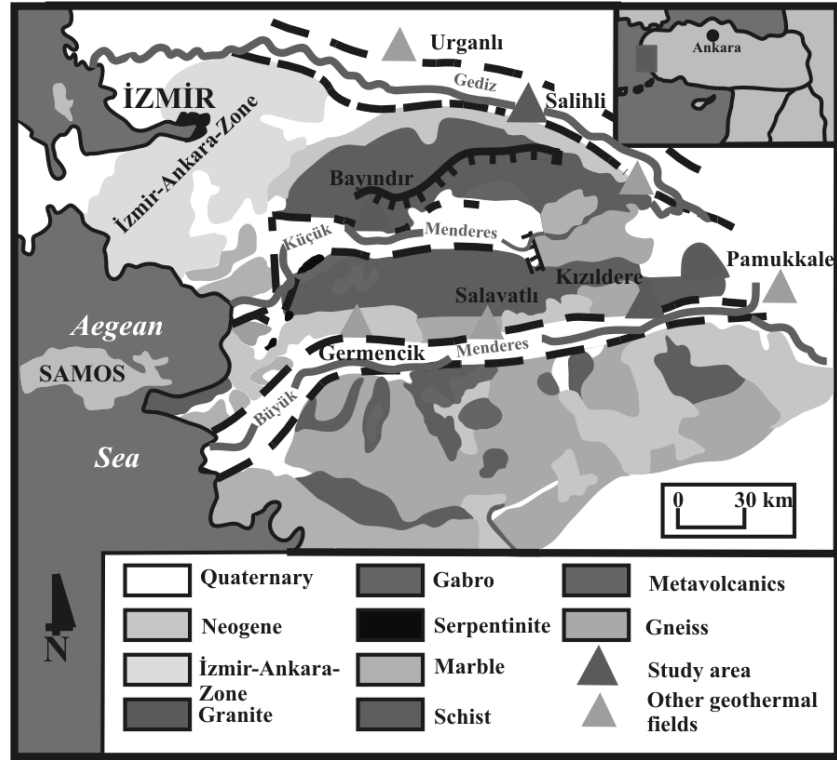 Urganlı
Ankara
Gediz
İZMİR
Salihli
İzmir-Ankara-Zone
Bayındır
Küçük
Menderes
Pamukkale
Kızıldere
Salavatlı
Aegean
Germencik
Menderes
SAMOS
Büyük
Sea
0 30 km
Quaternary
Gabro
Metavolcanics
Neogene
Serpentinite
Gneiss
N
İzmir-Ankara-
Zone
Marble
Study area
Granite
Schist
Other geothermal
fields